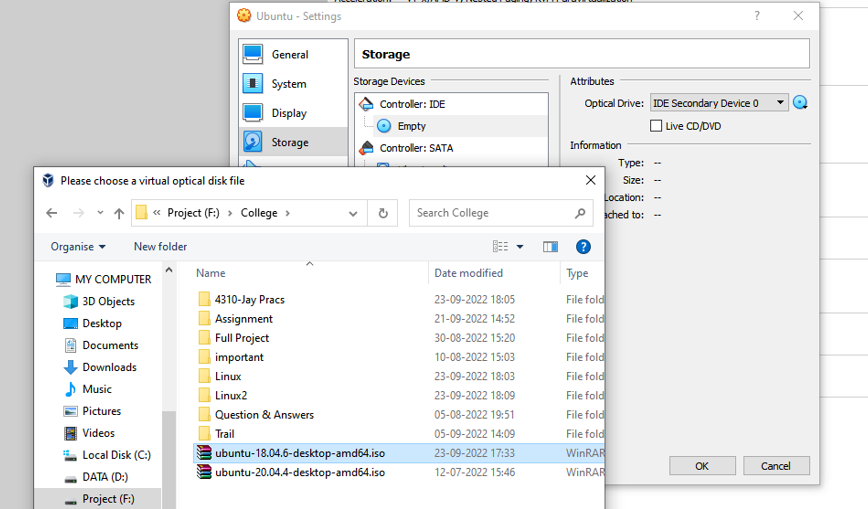 Ubuntu - Settings
?
General
System
Display
Storage
Storage
Storage Devices
Controller: IDE
Empty
Controller: SATA
Attributes
Optical Drive: IDE Secondary Device 0
Live CD/DVD
Information
Type: --
Size: --
Location: --
ached to: --
OK
Cancel
Please choose a virtual optical disk file
« Project (F:) > College >
Search College
Organise
New folder
?
MY COMPUTER
3D Objects
Desktop
Documents
Downloads
Music
Pictures
Videos
Local Disk (C:)
DATA (D:)
Project (F:)
Name Date modified Type
4310-Jay Pracs 23-09-2022 18:05 File fold
Assignment 21-09-2022 14:52 File fold
Full Project 30-08-2022 15:20 File fold
important 10-08-2022 15:03 File fold
Linux 23-09-2022 18:03 File fold
Linux2 23-09-2022 18:09 File fold
Question & Answers 05-08-2022 19:51 File fold
Trail 05-09-2022 14:09 File fold
ubuntu-18.04.6-desktop-amd64.iso 23-09-2022 17:33 WinRAR
ubuntu-20.04.4-desktop-amd64.iso 12-07-2022 15:46 WinRAR